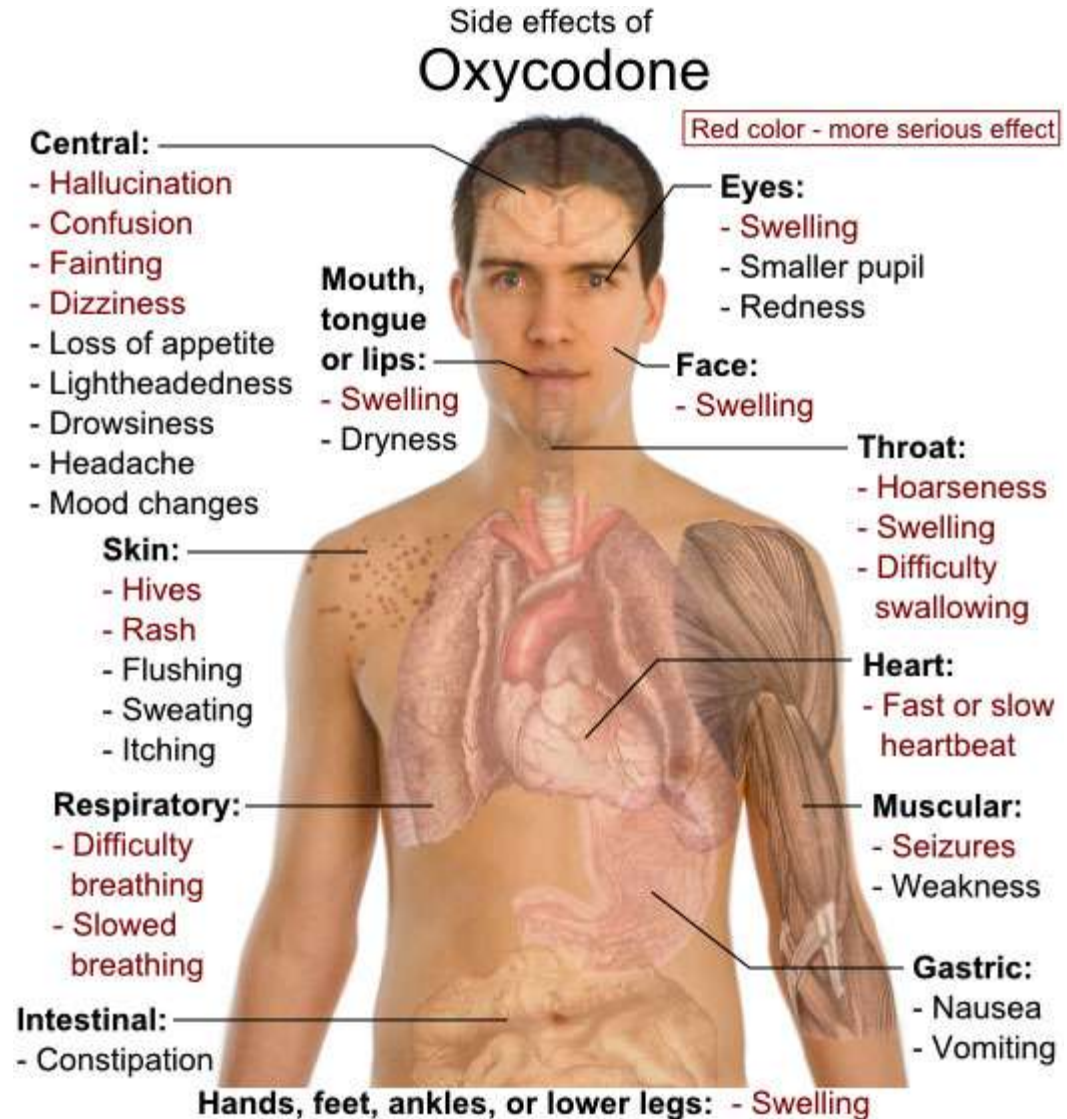 Side effects of
Oxycodone
Red color - more serious effect
Central:
- Hallucination
- Confusion
- Fainting
- Dizziness
- Loss of appetite
- Lightheadedness
- Drowsiness
- Headache
- Mood changes
Eyes:
- Swelling
- Smaller pupil
- Redness
Mouth,
tongue
or lips:
- Swelling
- Dryness
Face:
- Swelling
Throat:
- Hoarseness
- Swelling
- Difficulty
swallowing
Skin:
- Hives
- Rash
- Flushing
- Sweating
- Itching
Heart:
- Fast or slow
heartbeat
Respiratory:
- Difficulty
breathing
- Slowed
breathing
Muscular:
- Seizures
- Weakness
Gastric:
- Nausea
- Vomiting
Intestinal:
- Constipation
Hands, feet, ankles, or lower legs: - Swelling